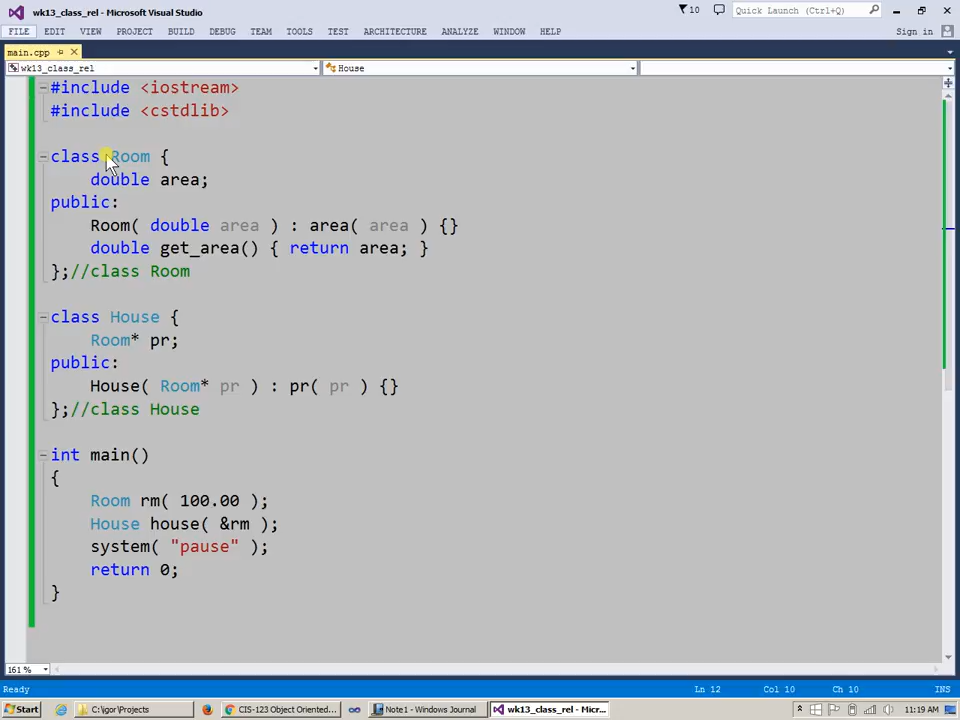 wk13_class_rel - Microsoft Visual Studio
10
Quick Launch (Ctrl+Q)
FILE EDIT VIEW PROJECT BUILD DEBUG TEAM TOOLS TEST ARCHITECTURE ANALYZE WINDOW HELP
Sign in
main.cpp
wk13_class_rel
House
#include <iostream>
#include <cstdlib>
class Room {
double area;
public:
Room( double area ) : area( area ) {}
double get_area() { return area; }
};//class Room
class House {
Room* pr;
public:
House( Room* pr ) : pr( pr ) {}
};//class House
int main()
{
Room rm( 100.00 );
House house( &rm );
system( "pause" );
return 0;
}
161 %
Ready
Ln 12
Col 10
Ch 10
INS
Start
C:\igor\Projects
CIS-123 Object Oriented...
Note1 - Windows Journal
wk13_class_rel - Micr...
11:19 AM